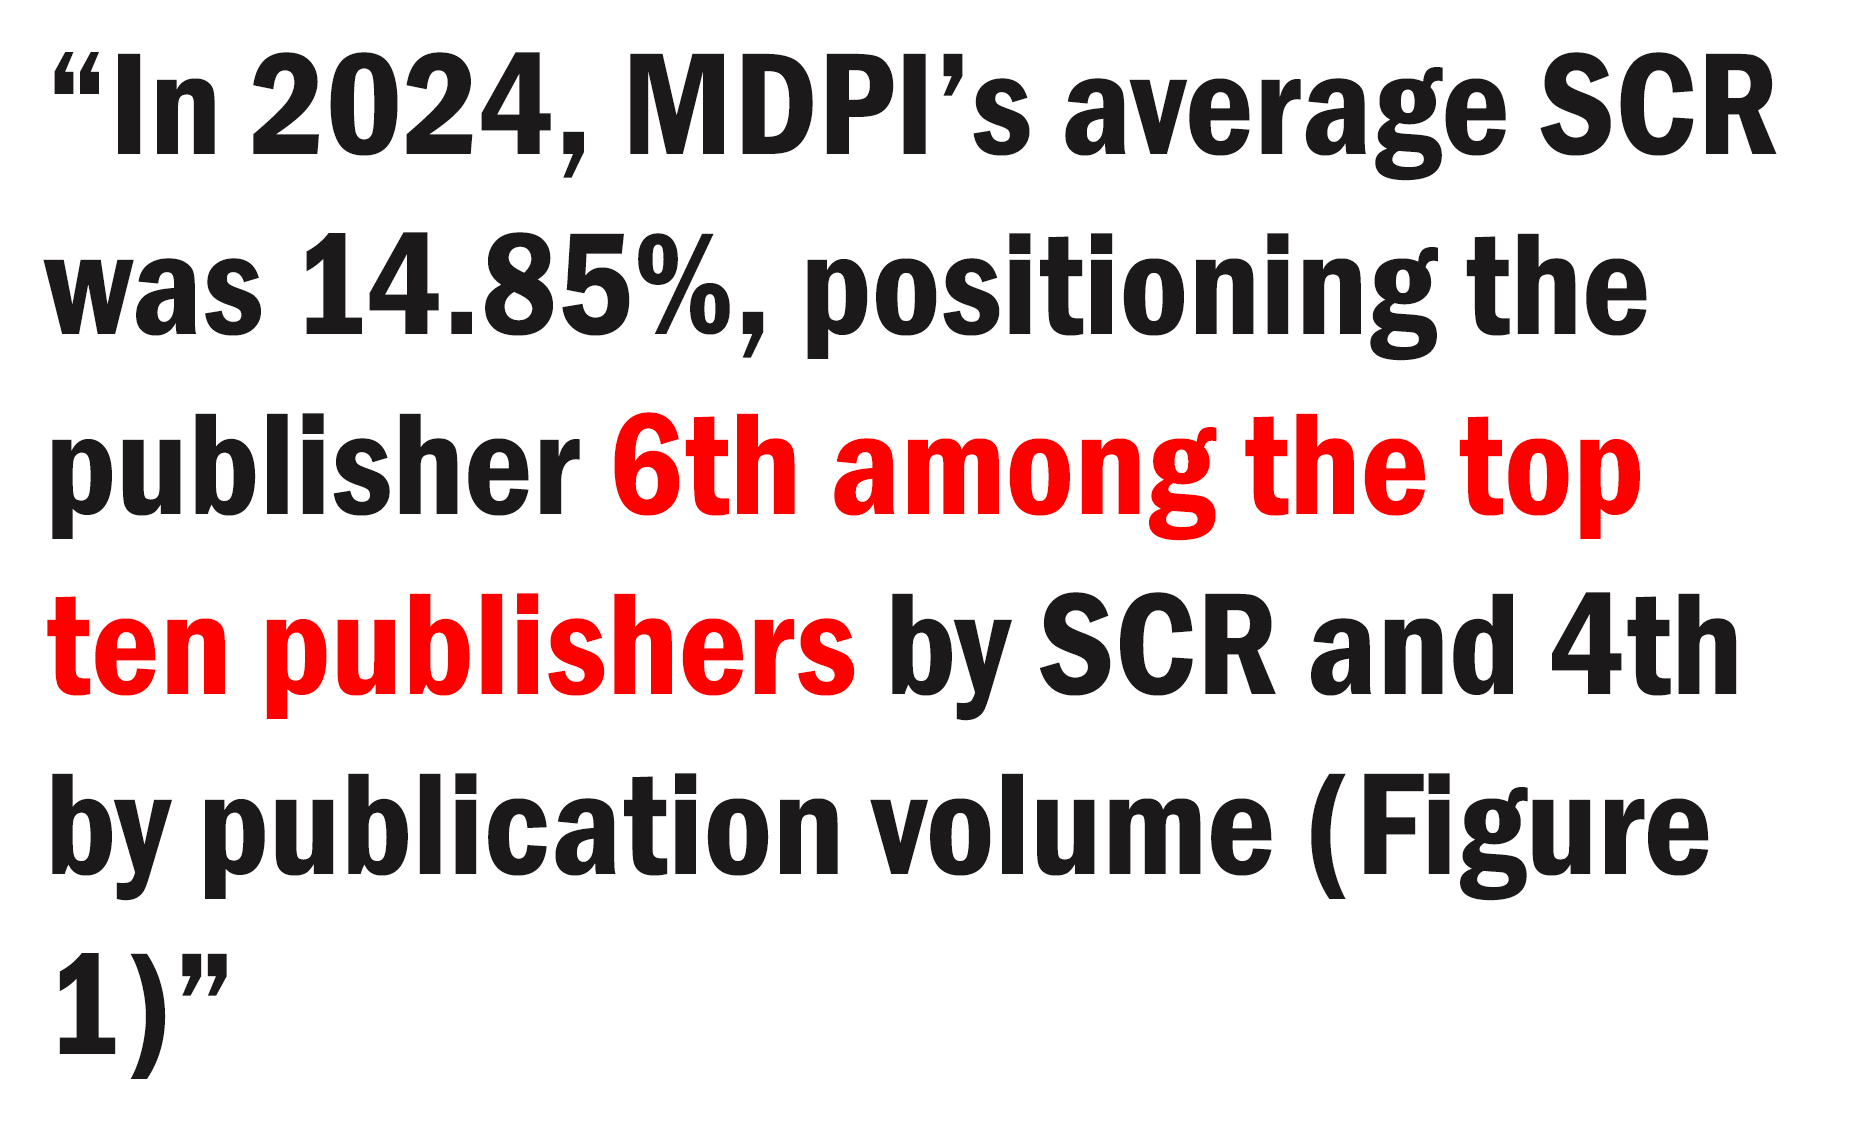 “In 2024, MDPI’s average SCR
was 14.85%, positioning the
publisher 6th among the top
ten publishers by SCR and 4th
by publication volume (Figure
1)”